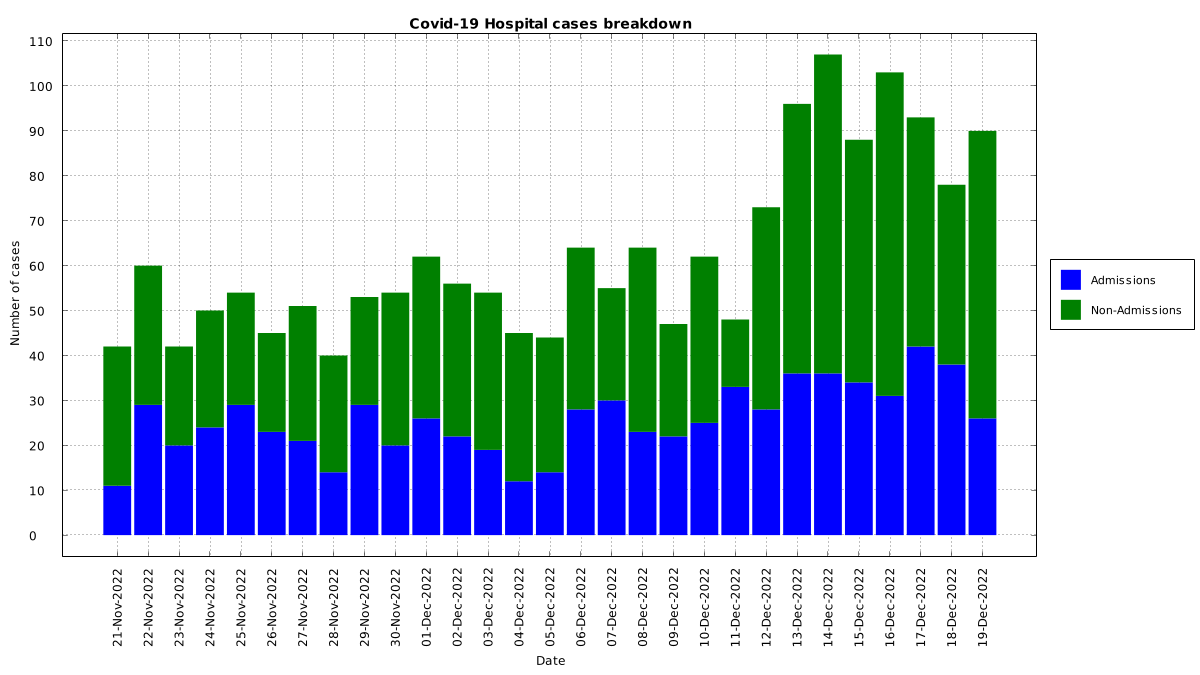 Covid-19 Hospital cases breakdown
110
100
90
80
70
60
50
40
30
20
10
0
Number of cases
21-Nov-2022
22-Nov-2022
23-Nov-2022
24-Nov-2022
25-Nov-2022
26-Nov-2022
27-Nov-2022
28-Nov-2022
29-Nov-2022
30-Nov-2022
01-Dec-2022
02-Dec-2022
03-Dec-2022
04-Dec-2022
05-Dec-2022
06-Dec-2022
07-Dec-2022
08-Dec-2022
09-Dec-2022
10-Dec-2022
11-Dec-2022
12-Dec-2022
13-Dec-2022
14-Dec-2022
15-Dec-2022
16-Dec-2022
17-Dec-2022
18-Dec-2022
19-Dec-2022
Date
Admissions
Non-Admissions